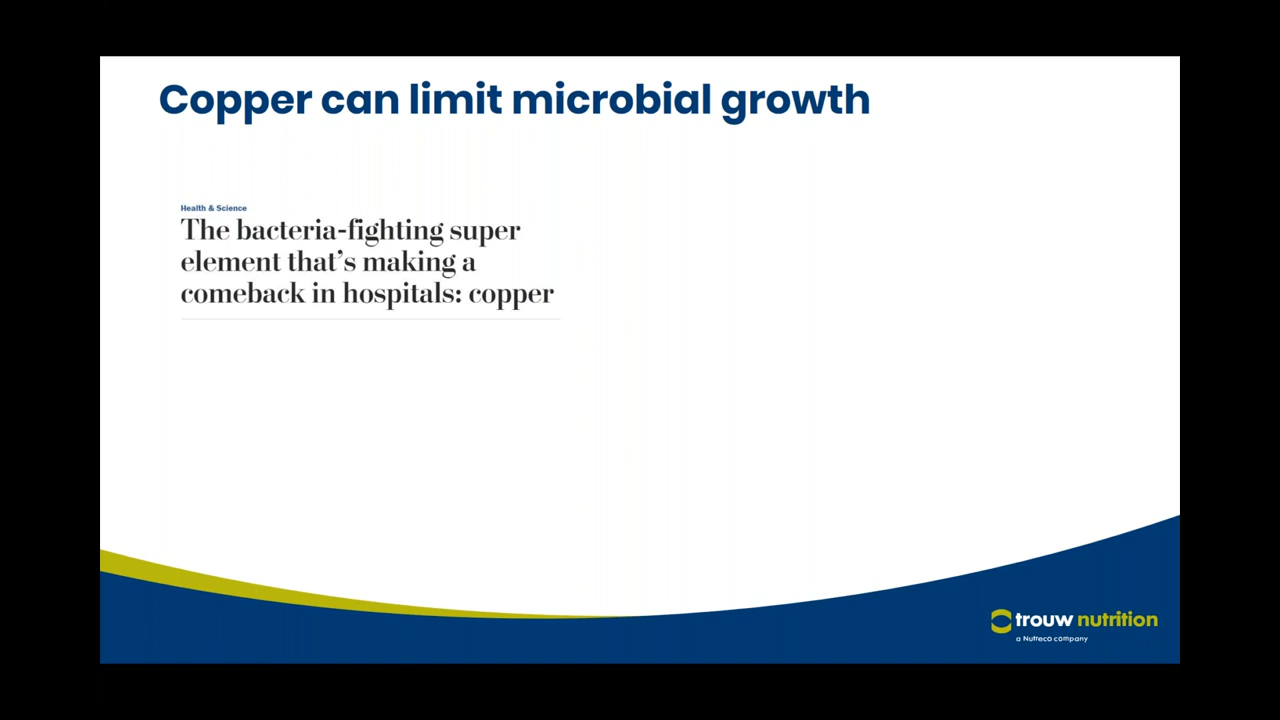 Copper can limit microbial growth
Health & Science
The bacteria-fighting super
element that’s making a
comeback in hospitals: copper
trouw nutrition
a Nutreco company